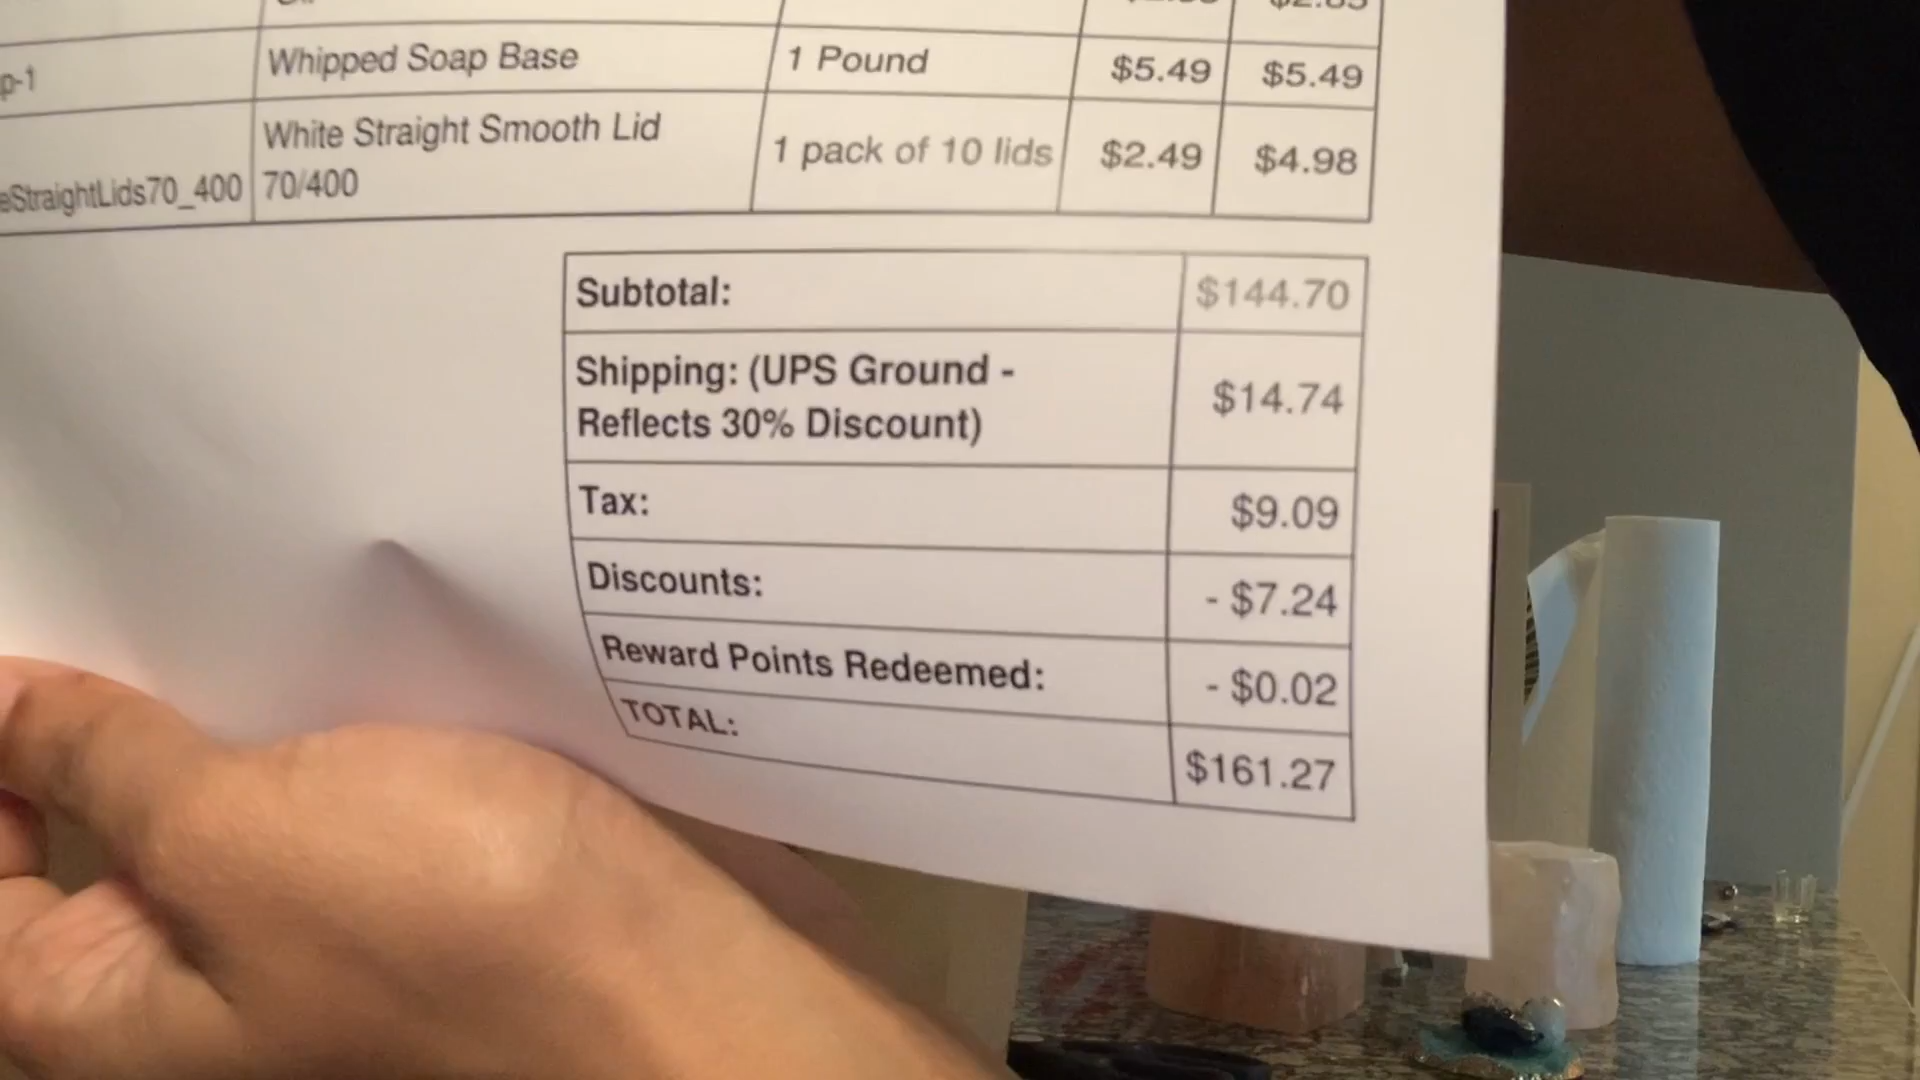 $2.85
p-1 Whipped Soap Base 1 Pound $5.49 $5.49
White Straight Smooth Lid
eStraightLids70_400 70/400 1 pack of 10 lids $2.49 $4.98
Subtotal: $144.70
Shipping: (UPS Ground -
Reflects 30% Discount) $14.74
Tax: $9.09
Discounts: - $7.24
Reward Points Redeemed: - $0.02
TOTAL: $161.27